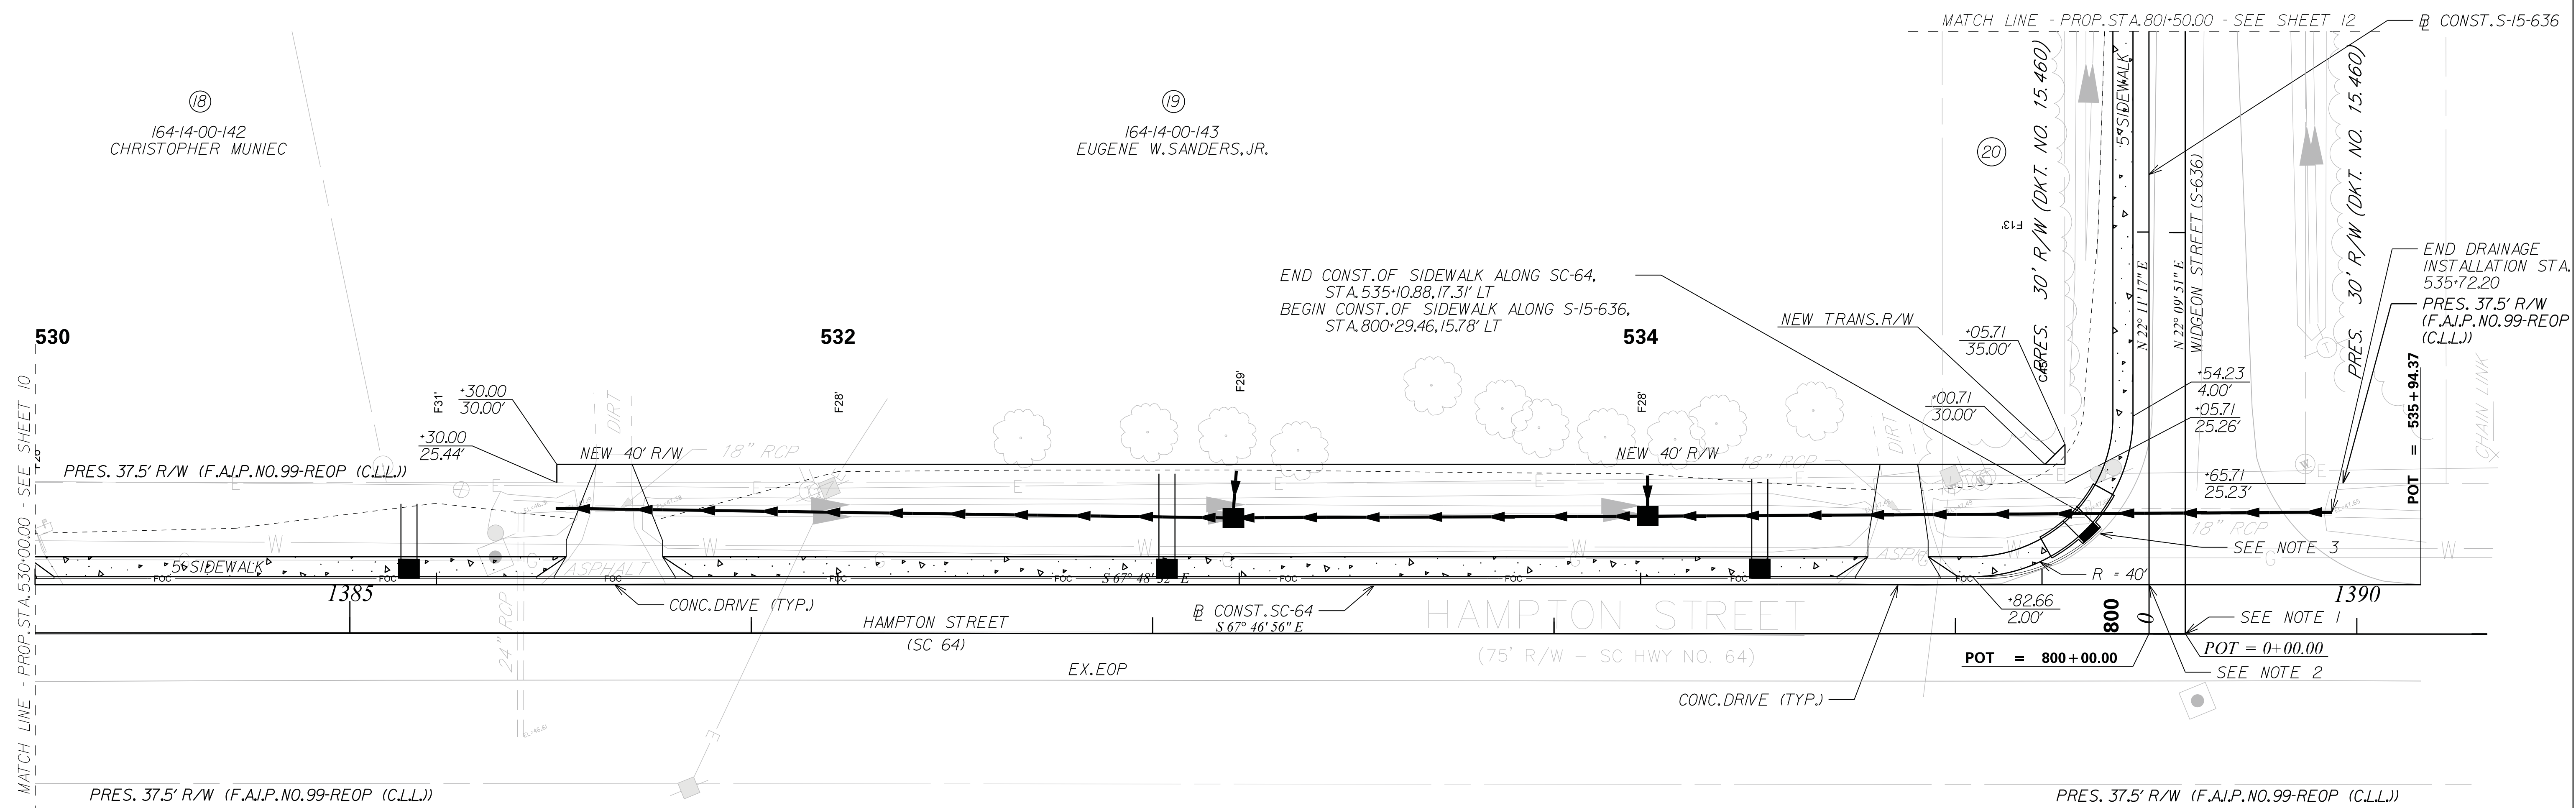 MATCH LINE - PROP.STA.801+50.00 - SEE SHEET 12
℄ CONST.S-15-636
18
164-14-00-142
CHRISTOPHER MUNIEC
19
164-14-00-143
EUGENE W.SANDERS,JR.
20
F13'
PRES. 30' R/W (DKT. NO. 15.460)
5' SIDEWALK
N 22° 11' 17" E
N 22° 09' 51" E
WIDGEON STREET (S-636)
PRES. 30' R/W (DKT. NO. 15.460)
END DRAINAGE
INSTALLATION STA.
535+72.20
PRES. 37.5' R/W
(F.A.I.P.NO.99-REOP
(C.L.L.))
END CONST.OF SIDEWALK ALONG SC-64,
STA.535+10.88,17.31' LT
BEGIN CONST.OF SIDEWALK ALONG S-15-636,
STA.800+29.46,15.78' LT
NEW TRANS.R/W
+05.71
35.00'
+00.71
30.00'
C45'
+54.23
4.00'
+05.71
25.26'
+65.71
25.23'
POT = 535+94.37
CHAIN LINK
530
532
534
MATCH LINE - PROP.STA.530+00.00 - SEE SHEET 10
F31'
F28'
F29'
F28'
+30.00
30.00'
+30.00
25.44'
DIRT
DIRT
NEW 40' R/W
18" RCP
NEW 40' R/W
18" RCP
PRES. 37.5' R/W (F.A.I.P.NO.99-REOP (C.L.L.))
E
E
E
E
E
E
E
W
W
W
W
W
G
G
G
T
W
18" RCP
5' SIDEWALK
ASPHALT
ASPH
FOC
FOC
FOC
FOC
FOC
FOC
FOC
FOC
S 67° 48' 32" E
SEE NOTE 3
R = 40'
1385
CONC.DRIVE (TYP.)
℄ CONST.SC-64
S 67° 46' 56" E
HAMPTON STREET
+82.66
2.00'
800
0
1390
SEE NOTE 1
HAMPTON STREET
(SC 64)
(75' R/W – SC HWY NO. 64)
POT = 800+00.00
POT = 0+00.00
SEE NOTE 2
24" RCP
EX.EOP
CONC.DRIVE (TYP.)
E
PRES. 37.5' R/W (F.A.I.P.NO.99-REOP (C.L.L.))
PRES. 37.5' R/W (F.A.I.P.NO.99-REOP (C.L.L.))